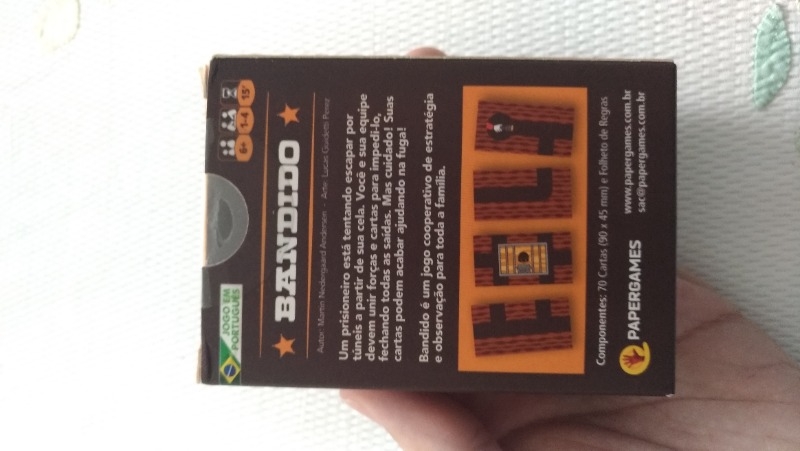 6+ 1-4 15'
BANDIDO
Autor: Martin Nedergaard Andersen - Arte: Lucas Guidetti Perez
Um prisioneiro está tentando escapar por
túneis a partir de sua cela. Você e sua equipe
devem unir forças e cartas para impedi-lo,
fechando todas as saídas. Mas cuidado! Suas
cartas podem acabar ajudando na fuga!
Bandido é um jogo cooperativo de estratégia
e observação para toda a família.
Componentes: 70 Cartas (90 x 45 mm) e Folheto de Regras
PAPERGAMES
www.papergames.com.br
sac@papergames.com.br
JOGO EM
PORTUGUÊS